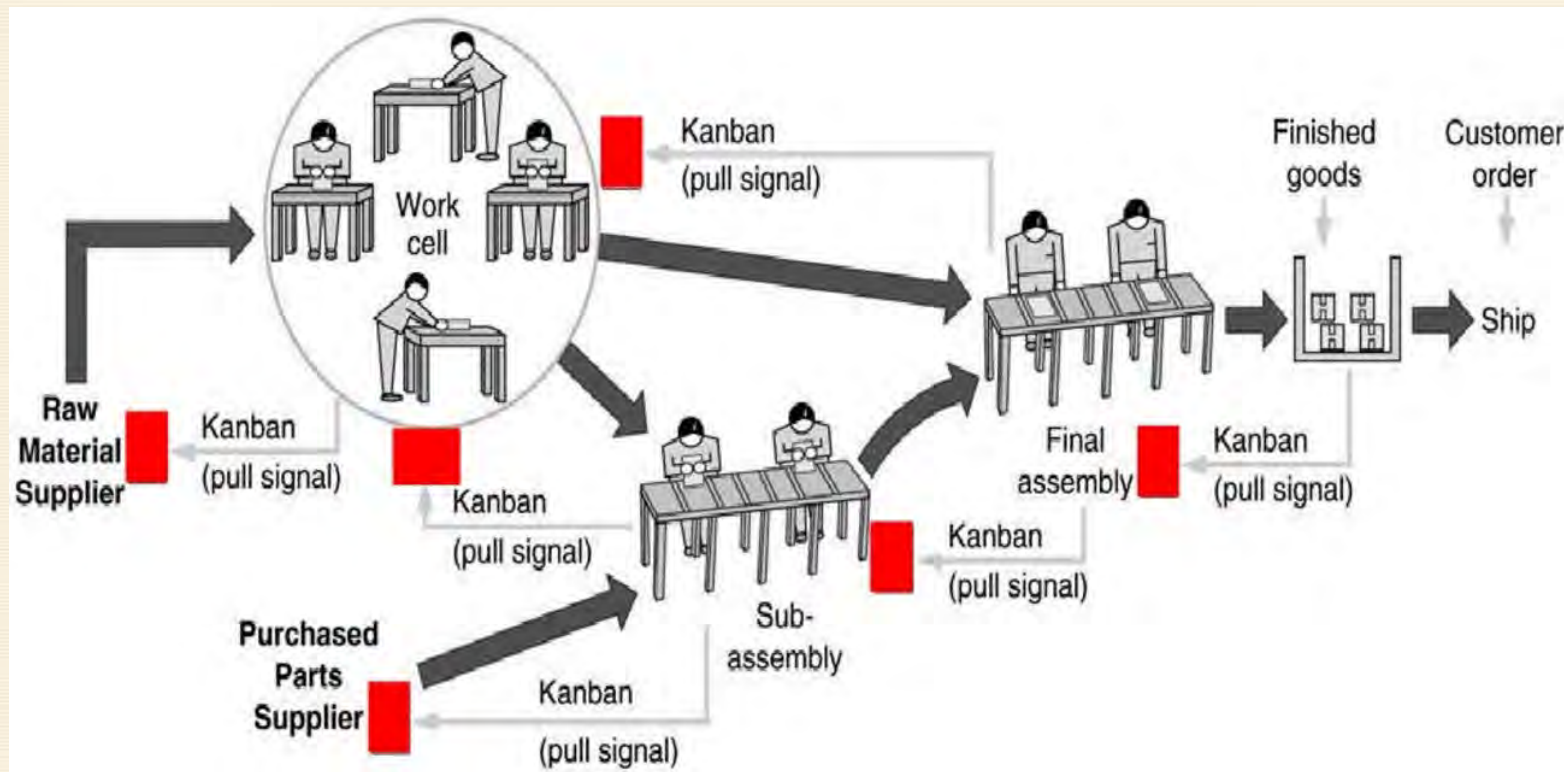 Kanban
(pull signal)
Finished
goods
Customer
order
Work
cell
Ship
Raw
Material
Supplier
Kanban
(pull signal)
Kanban
(pull signal)
Final
assembly
Kanban
(pull signal)
Kanban
(pull signal)
Sub-
assembly
Purchased
Parts
Supplier
Kanban
(pull signal)